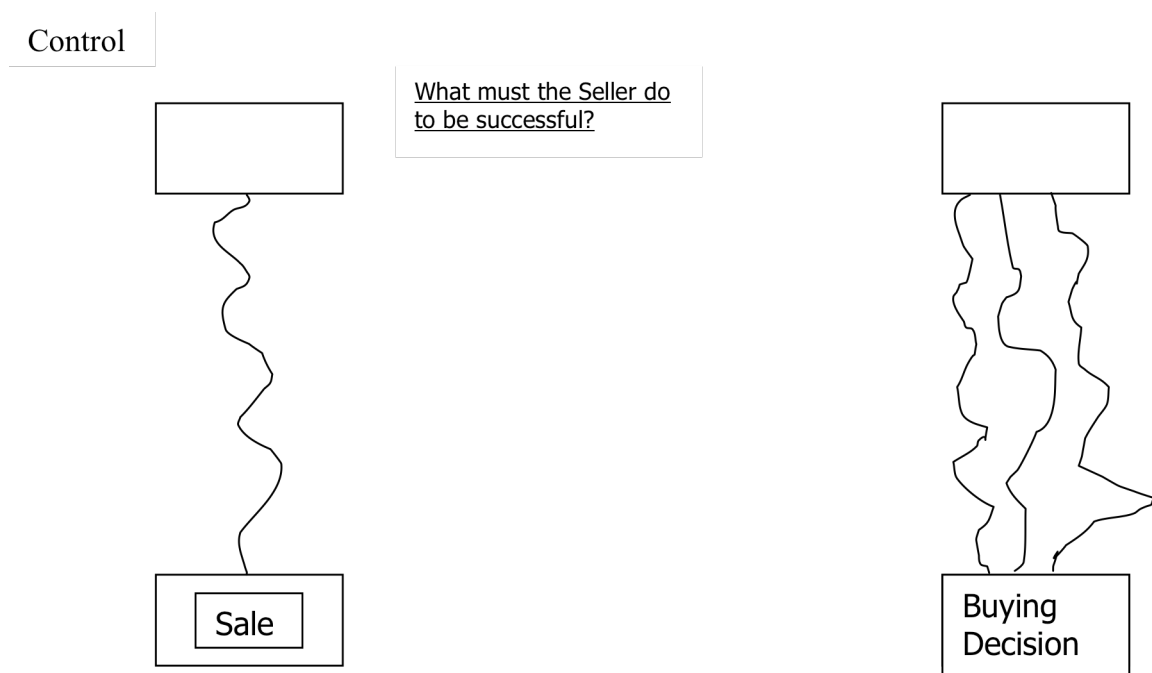 Control
What must the Seller do
to be successful?
Sale
Buying
Decision